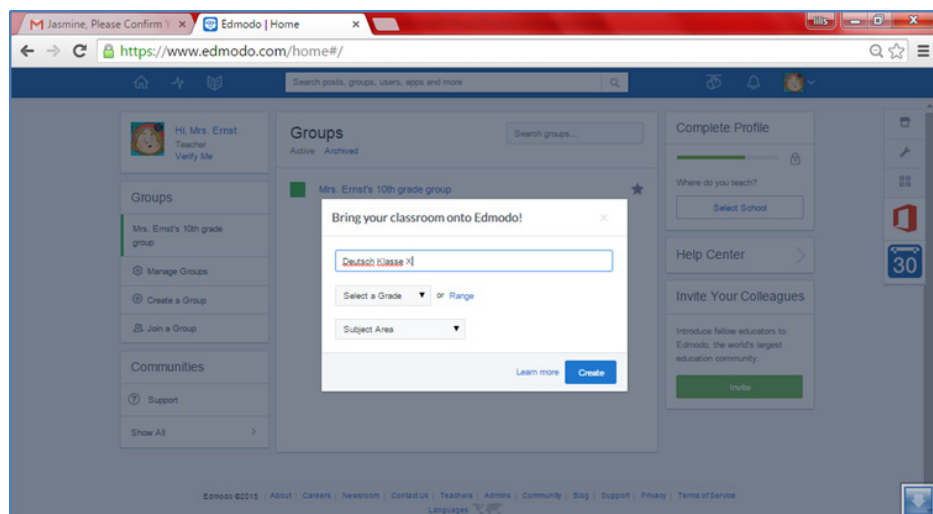 Jasmine, Please Confirm Y
Edmodo | Home
lilis
https://www.edmodo.com/home#/
Search posts, groups, users, apps and more
Hi, Mrs. Ernst
Teacher
Verify Me
Groups
Mrs. Ernst's 10th grade
group
Manage Groups
Create a Group
Join a Group
Communities
Support
Show All
Groups
Search groups...
Active Archived
Mrs. Ernst's 10th grade group
Bring your classroom onto Edmodo!
Deutsch Klasse X
Select a Grade or Range
Subject Area
Learn more Create
Complete Profile
Where do you teach?
Select School
Help Center
Invite Your Colleagues
Introduce fellow educators to
Edmodo, the world's largest
education community.
Invite
30
Edmodo ©2015 | About | Careers | Newsroom | Contact Us | Teachers | Admins | Community | Blog | Support | Privacy | Terms of Service
Languages